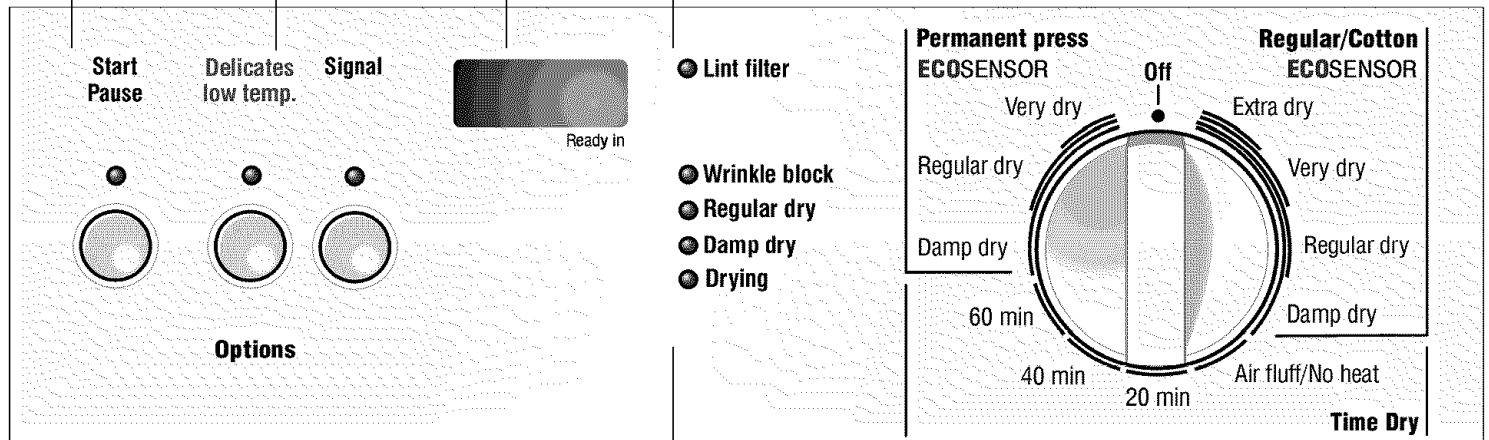 Start
Pause
Delicates
low temp.
Signal
Ready in
Options
Lint filter
Wrinkle block
Regular dry
Damp dry
Drying
Permanent press
ECOSENSOR
Very dry
Regular dry
Damp dry
Off
Regular/Cotton
ECOSENSOR
Extra dry
Very dry
Regular dry
Damp dry
60 min
40 min
20 min
Air fluff/No heat
Time Dry